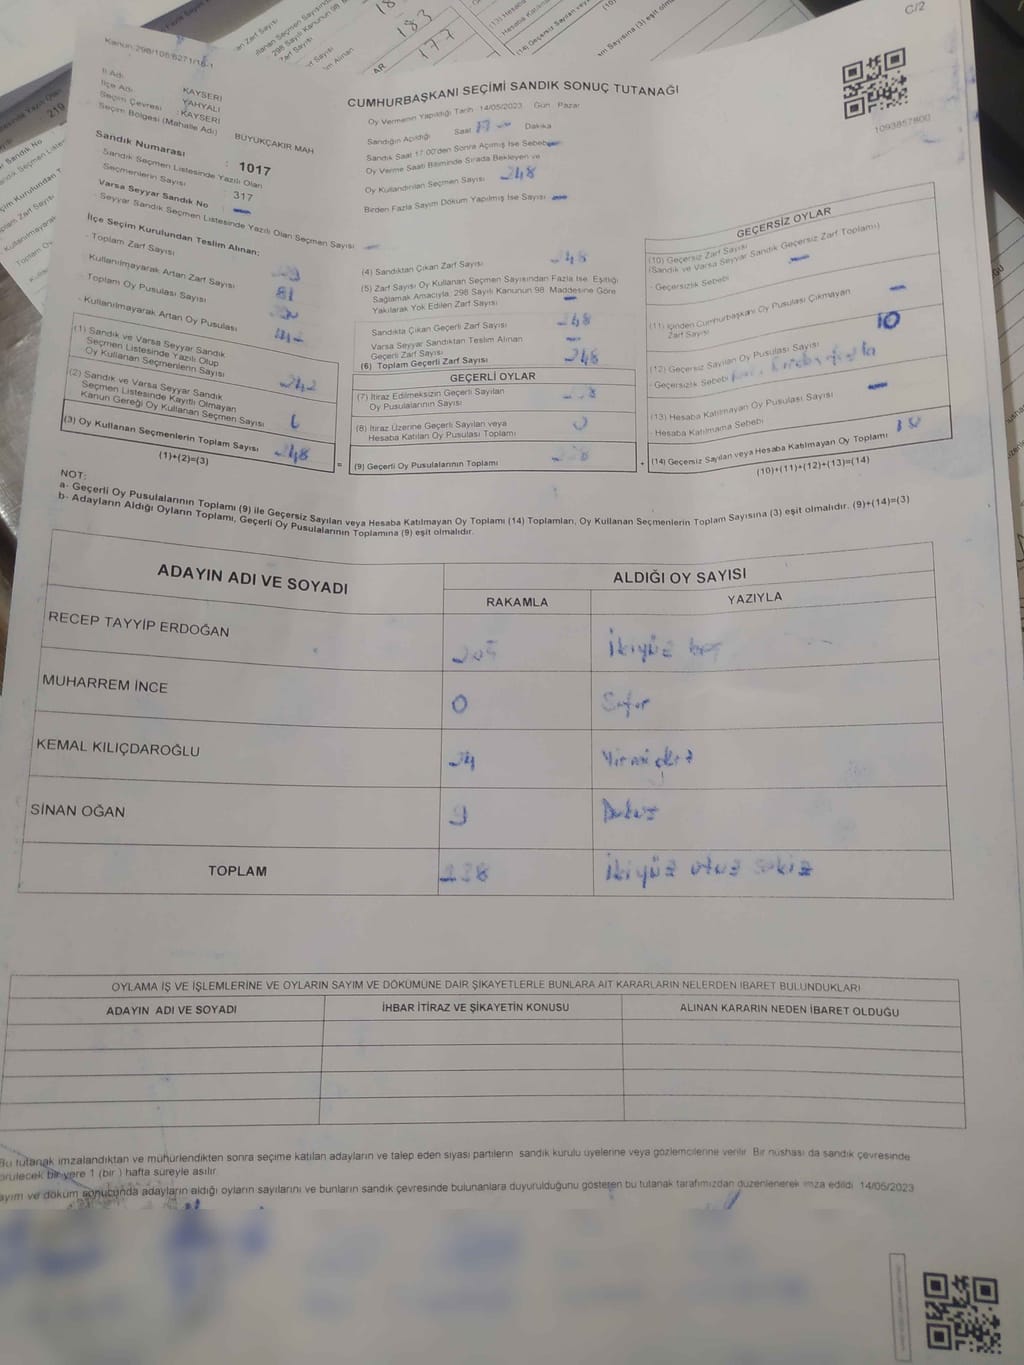 C/2
Kanun:298/105/6271/16-1
CUMHURBAŞKANI SEÇİMİ SANDIK SONUÇ TUTANAĞI
1093857800
İl Adı : KAYSERİ
İlçe Adı : YAHYALI
Seçim Çevresi : KAYSERİ
Seçim Bölgesi (Mahalle Adı) BÜYÜKÇAKIR MAH
Sandık Numarası : 1017
Sandık Seçmen Listesinde Yazılı Olan
Seçmenlerin Sayısı : 317
Varsa Seyyar Sandık No : -
- Seyyar Sandık Seçmen Listesinde Yazılı Olan Seçmen Sayısı -
Oy Vermenin Yapıldığı Tarih 14/05/2023 Gün : Pazar
Sandığın Açıldığı Saat 17 - Dakika
Sandık Saat 17:00'den Sonra Açımış İse Sebebi -
Oy Verme Saati Bitiminde Sırada Bekleyen ve
Oy Kullandırılan Seçmen Sayısı 248
Birden Fazla Sayım Döküm Yapılmış İse Sayısı -
İlçe Seçim Kurulundan Teslim Alınan:
- Toplam Zarf Sayısı
- Kullanılmayarak Artan Zarf Sayısı 81
- Toplam Oy Pusulası Sayısı
- Kullanılmayarak Artan Oy Pusulası
(1) Sandık ve Varsa Seyyar Sandık
Seçmen Listesinde Yazılı Olup
Oy Kullanan Seçmenlerin Sayısı 242
(2) Sandık ve Varsa Seyyar Sandık
Seçmen Listesinde Kayıtlı Olmayan
Kanun Gereği Oy Kullanan Seçmen Sayısı 6
(3) Oy Kullanan Seçmenlerin Toplam Sayısı 248
(1)+(2)=(3)
(4) Sandıktan Çıkan Zarf Sayısı 248
(5) Zarf Sayısı Oy Kullanan Seçmen Sayısından Fazla İse, Eşitliği
Sağlamak Amacıyla, 298 Sayılı Kanunun 98. Maddesine Göre
Yakılarak Yok Edilen Zarf Sayısı -
Sandıkta Çıkan Geçerli Zarf Sayısı 248
Varsa Seyyar Sandıktan Teslim Alınan
Geçerli Zarf Sayısı -
(6) Toplam Geçerli Zarf Sayısı 248
GEÇERLİ OYLAR
(7) İtiraz Edilmeksizin Geçerli Sayılan
Oy Pusulalarının Sayısı 238
(8) İtiraz Üzerine Geçerli Sayılan veya
Hesaba Katılan Oy Pusulası Toplamı 0
= (9) Geçerli Oy Pusulalarının Toplamı 238 +
GEÇERSİZ OYLAR
(10) Geçersiz Zarf Sayısı
(Sandık ve Varsa Seyyar Sandık Geçersiz Zarf Toplamı) -
- Geçersizlik Sebebi
(11) İçinden Cumhurbaşkanı Oy Pusulası Çıkmayan
Zarf Sayısı -
(12) Geçersiz Sayılan Oy Pusulası Sayısı 10
- Geçersizlik Sebebi fazla
(13) Hesaba Katılmayan Oy Pusulası Sayısı -
- Hesaba Katılmama Sebebi
(14) Geçersiz Sayılan veya Hesaba Katılmayan Oy Toplamı 10
(10)+(11)+(12)+(13)=(14)
NOT:
a- Geçerli Oy Pusulalarının Toplamı (9) ile Geçersiz Sayılan veya Hesaba Katılmayan Oy Toplamı (14) Toplamları, Oy Kullanan Seçmenlerin Toplam Sayısına (3) eşit olmalıdır. (9)+(14)=(3)
b- Adayların Aldığı Oyların Toplamı, Geçerli Oy Pusulalarının Toplamına (9) eşit olmalıdır.
ADAYIN ADI VE SOYADI ALDIĞI OY SAYISI
RAKAMLA YAZIYLA
RECEP TAYYİP ERDOĞAN 205 İkiyüz beş
MUHARREM İNCE 0 Sıfır
KEMAL KILIÇDAROĞLU 24 Yirmi dört
SİNAN OĞAN 9 Dokuz
TOPLAM 238 İkiyüz otuz sekiz
OYLAMA İŞ VE İŞLEMLERİNE VE OYLARIN SAYIM VE DÖKÜMÜNE DAİR ŞİKAYETLERLE BUNLARA AİT KARARLARIN NELERDEN İBARET BULUNDUKLARI
ADAYIN ADI VE SOYADI İHBAR İTİRAZ VE ŞİKAYETİN KONUSU ALINAN KARARIN NEDEN İBARET OLDUĞU
Bu tutanak imzalandıktan ve mühürlendikten sonra seçime katılan adayların ve talep eden siyasi partilerin sandık kurulu üyelerine veya gözlemcilerine verilir. Bir nüshası da sandık çevresinde
görülecek bir yere 1 (bir ) hafta süreyle asılır.
ayım ve döküm sonucunda adayların aldığı oyların sayılarını ve bunların sandık çevresinde bulunanlara duyurulduğunu gösteren bu tutanak tarafımızdan düzenlenerek imza edildi. 14/05/2023